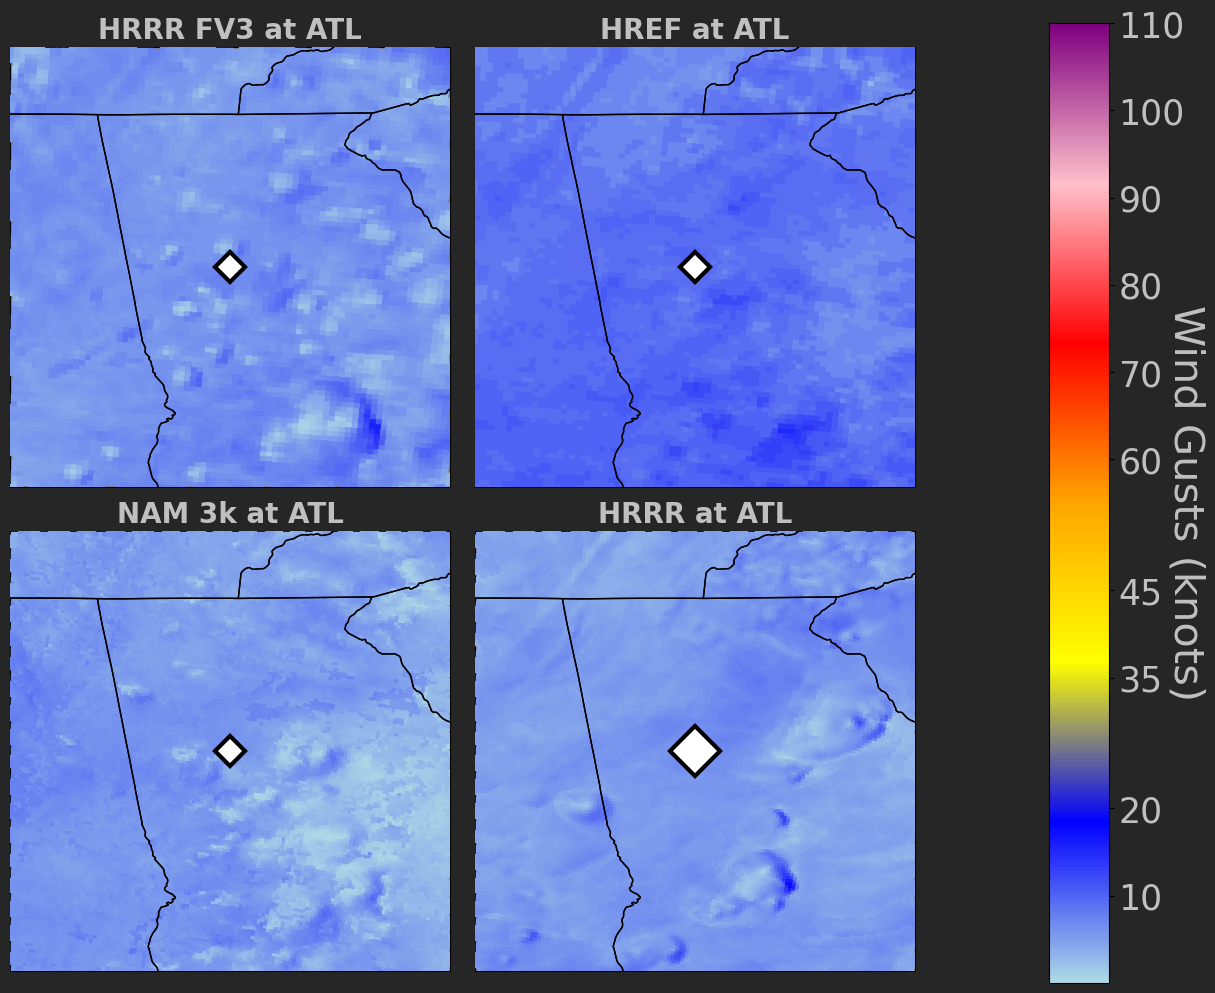 HRRR FV3 at ATL
HREF at ATL
NAM 3k at ATL
HRRR at ATL
110
100
90
80
70
60
45
35
20
10
Wind Gusts (knots)